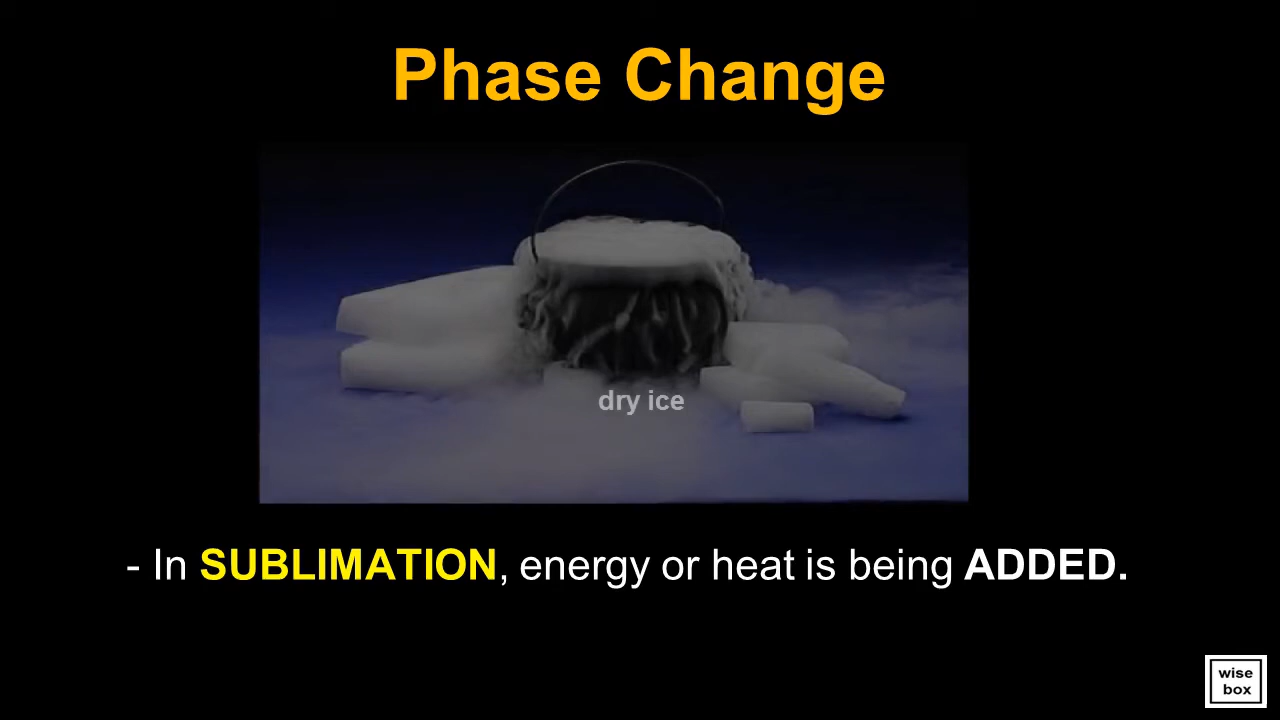 Phase Change
dry ice
- In SUBLIMATION, energy or heat is being ADDED.
wise
box